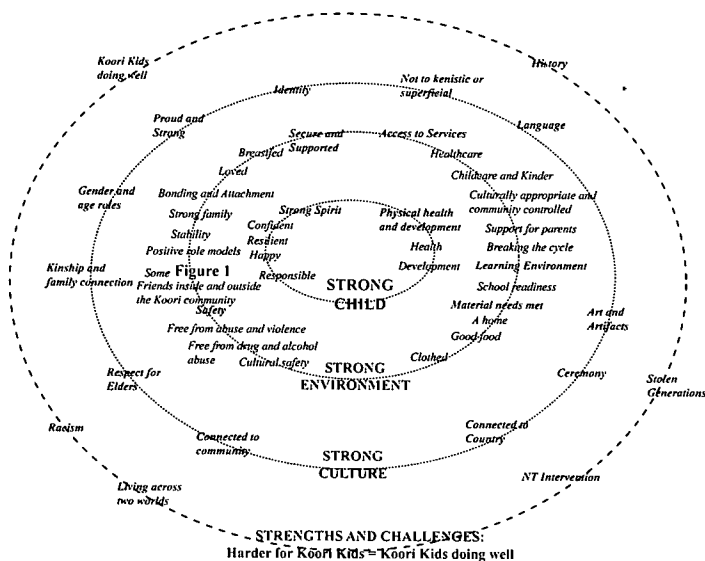 Koori Kids
doing well
History
Identify
Not to kenistic or
superficial
Proud and
Strong
Language
Secure and
Supported
Access to Services
Breastfed
Healthcare
Loved
Childcare and Kinder
Gender and
age roles
Bonding and Attachment
Culturally appropriate and
community controlled
Strong family
Strong Spirit
Physical health
and development
Confident
Support for parents
Stability
Resilient
Health
Breaking the cycle
Positive role models
Happy
Kinship and
family connection
Some Figure 1
Friends inside and outside
the Koori community
Responsible
Development
Learning Environment
STRONG
CHILD
School readiness
Safety
Material needs met
A home
Art and
Artifacts
Free from abuse and violence
Good food
Free from drug and alcohol
abuse
Cultural safety
Clothed
STRONG
ENVIRONMENT
Respect for
Elders
Ceremony
Stolen
Generations
Racism
Connected to
community
Connected to
Country
STRONG
CULTURE
Living across
two worlds
NT Intervention
STRENGTHS AND CHALLENGES:
Harder for Koori Kids = Koori Kids doing well